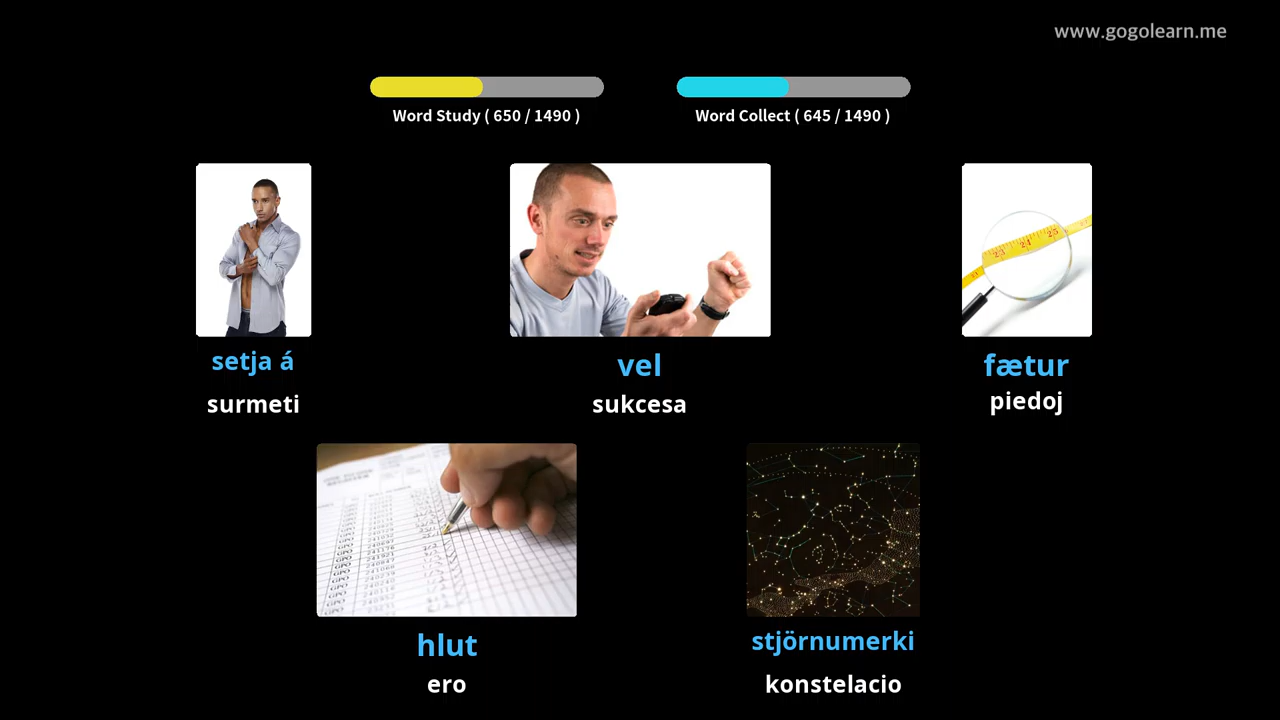 www.gogolearn.me
Word Study ( 650 / 1490 )
Word Collect ( 645 / 1490 )
setja á
surmeti
vel
sukcesa
fætur
piedoj
hlut
ero
stjörnumerki
konstelacio